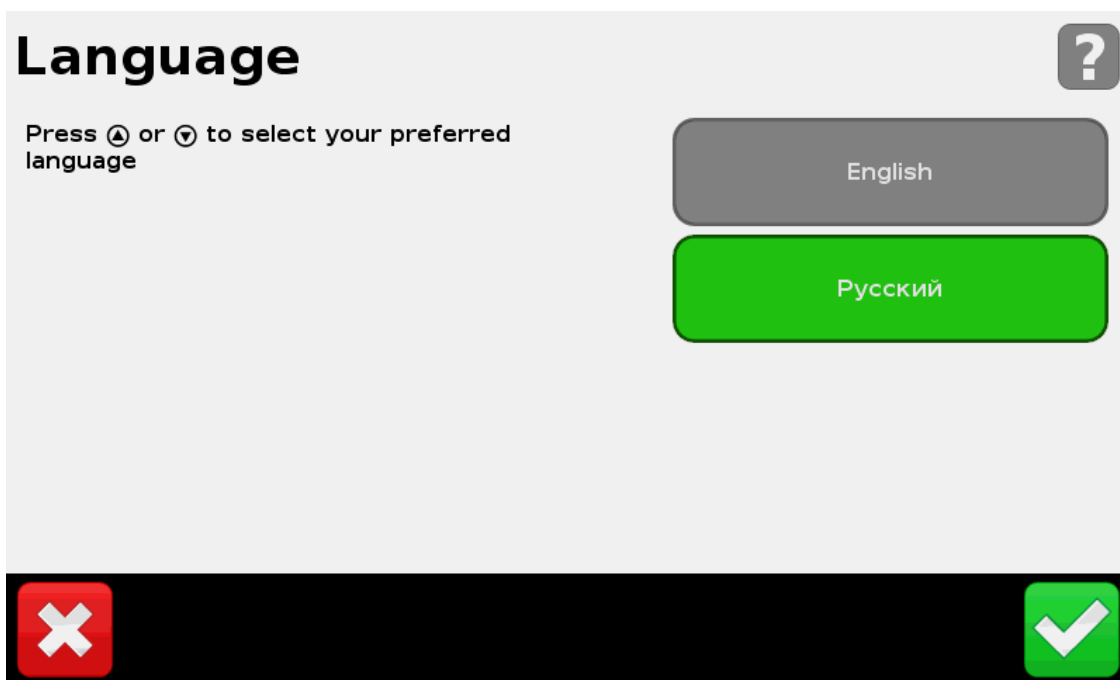 Language
?
Press ▲ or ▼ to select your preferred
language
English
Русский